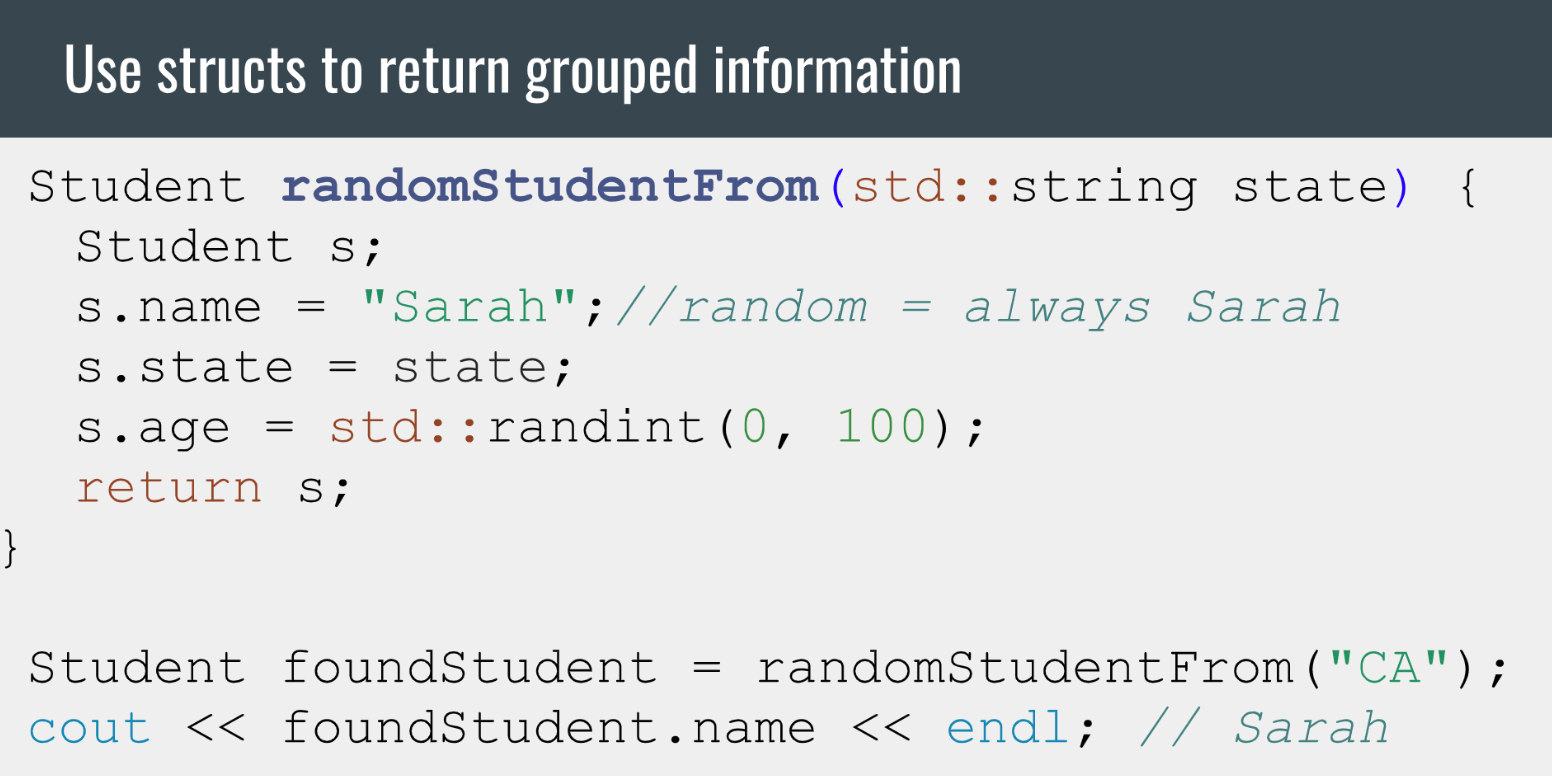 Use structs to return grouped information
Student randomStudentFrom(std::string state) {
Student s;
s.name = "Sarah";//random = always Sarah
s.state = state;
s.age = std::randint(0, 100);
return s;
}
Student foundStudent = randomStudentFrom("CA");
cout << foundStudent.name << endl; // Sarah